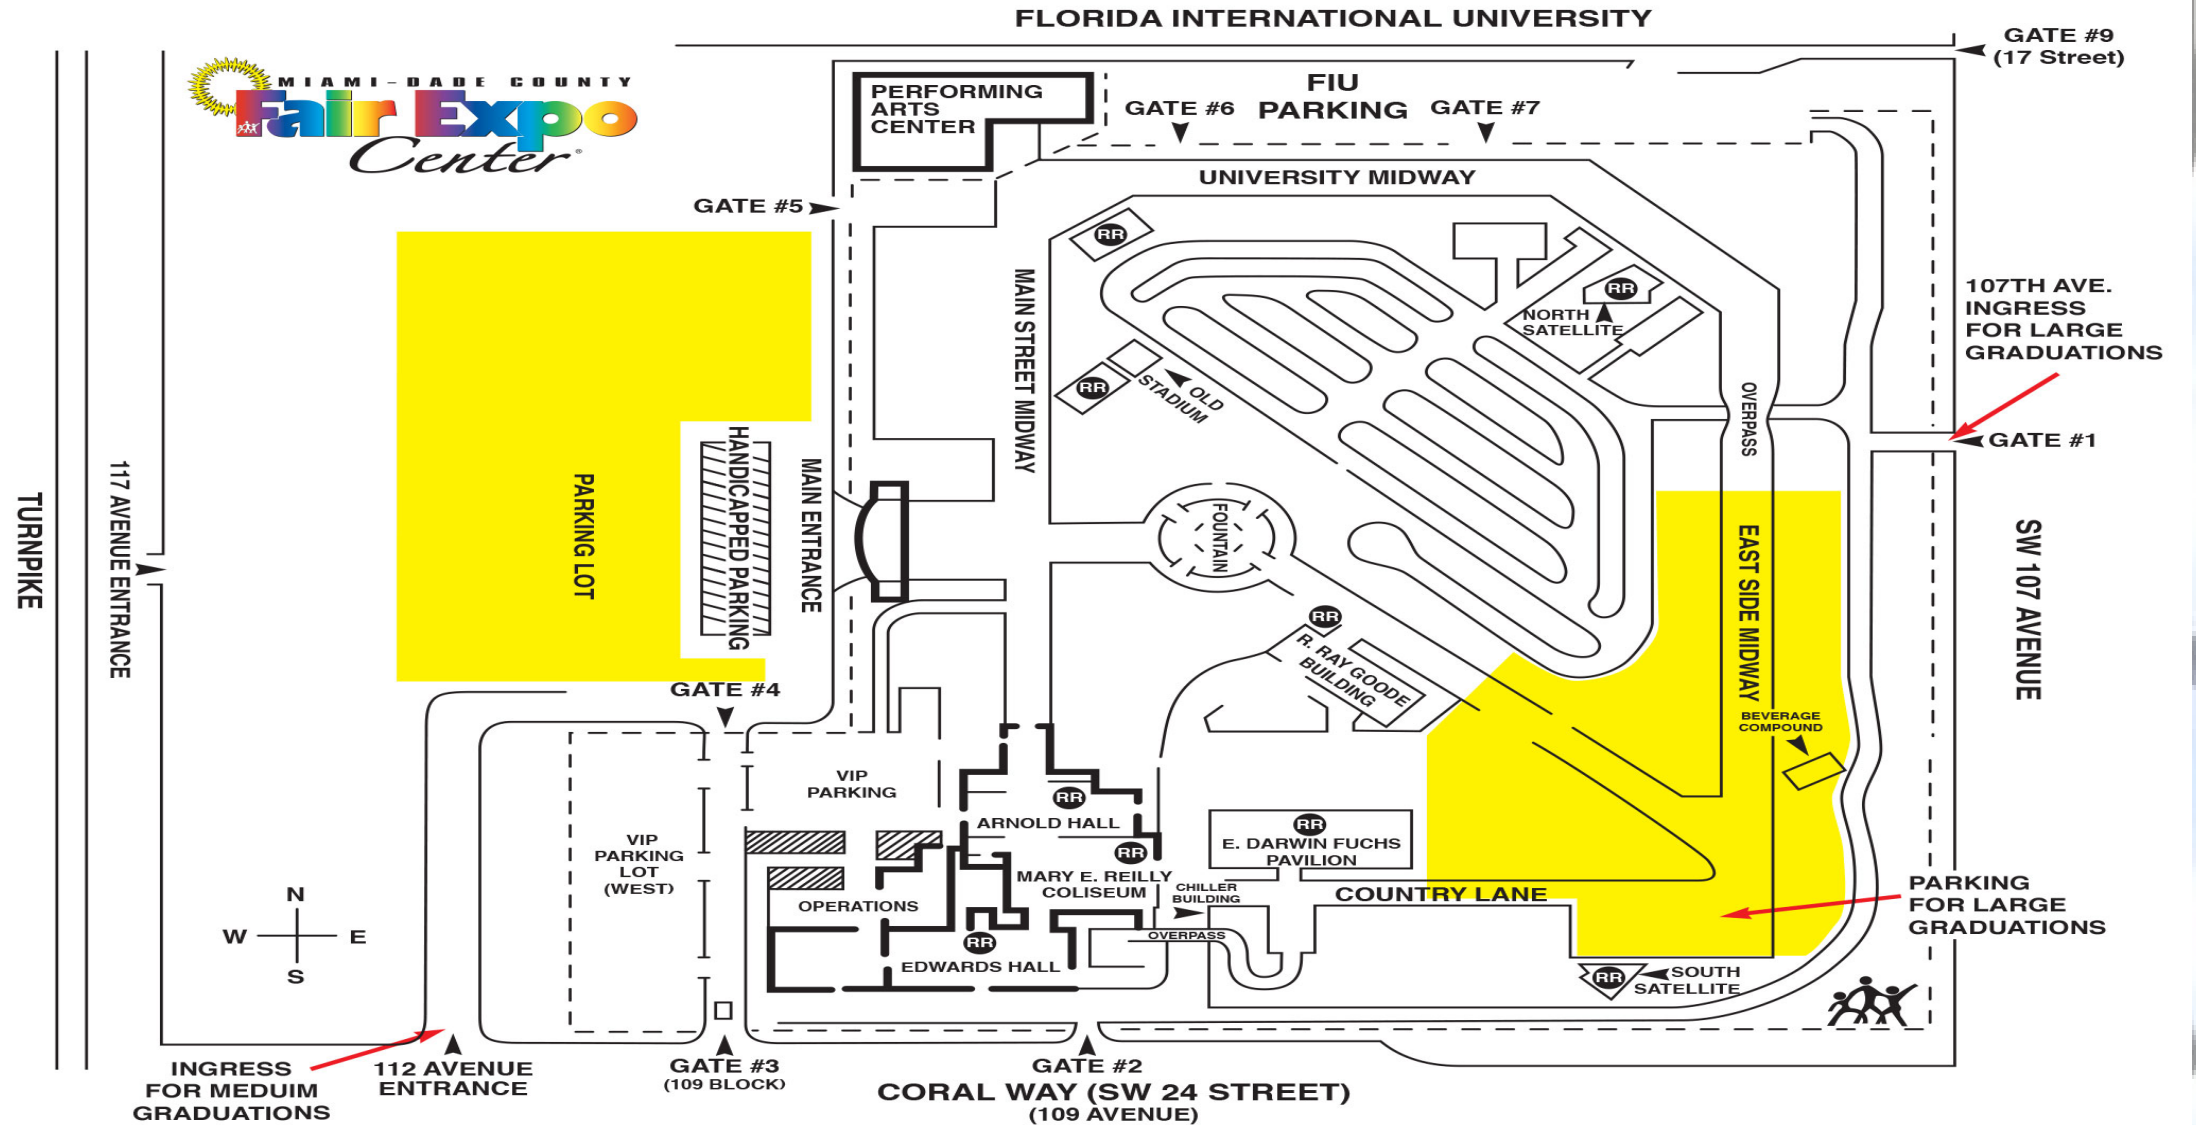 FLORIDA INTERNATIONAL UNIVERSITY
GATE #9
(17 Street)
MIAMI-DADE COUNTY
Fair Expo
Center®
PERFORMING
ARTS
CENTER
FIU
PARKING
GATE #6
GATE #7
UNIVERSITY MIDWAY
GATE #5
RR
RR
NORTH
SATELLITE
107TH AVE.
INGRESS
FOR LARGE
GRADUATIONS
GATE #1
MAIN STREET MIDWAY
RR
OLD
STADIUM
OVERPASS
TURNPIKE
117 AVENUE ENTRANCE
PARKING LOT
HANDICAPPED PARKING
MAIN ENTRANCE
FOUNTAIN
EAST SIDE MIDWAY
SW 107 AVENUE
RR
R. RAY GOODE
BUILDING
GATE #4
BEVERAGE
COMPOUND
VIP
PARKING
RR
ARNOLD HALL
VIP
PARKING
LOT
(WEST)
RR
MARY E. REILLY
COLISEUM
RR
E. DARWIN FUCHS
PAVILION
CHILLER
BUILDING
COUNTRY LANE
PARKING
FOR LARGE
GRADUATIONS
OPERATIONS
OVERPASS
RR
EDWARDS HALL
RR
SOUTH
SATELLITE
N
W
E
S
INGRESS
FOR MEDUIM
GRADUATIONS
112 AVENUE
ENTRANCE
GATE #3
(109 BLOCK)
GATE #2
CORAL WAY (SW 24 STREET)
(109 AVENUE)